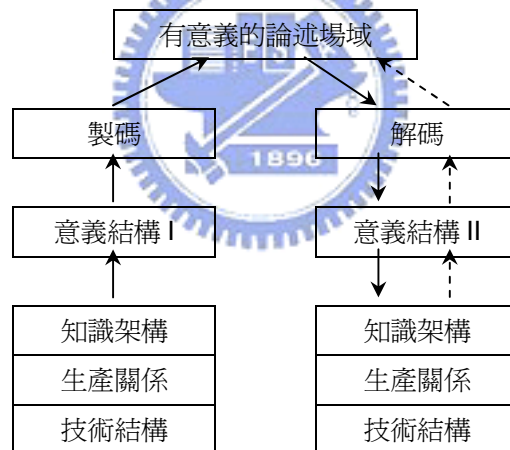 有意義的論述場域
製碼
解碼
1896
意義結構 I
意義結構 II
知識架構
知識架構
生產關係
生產關係
技術結構
技術結構